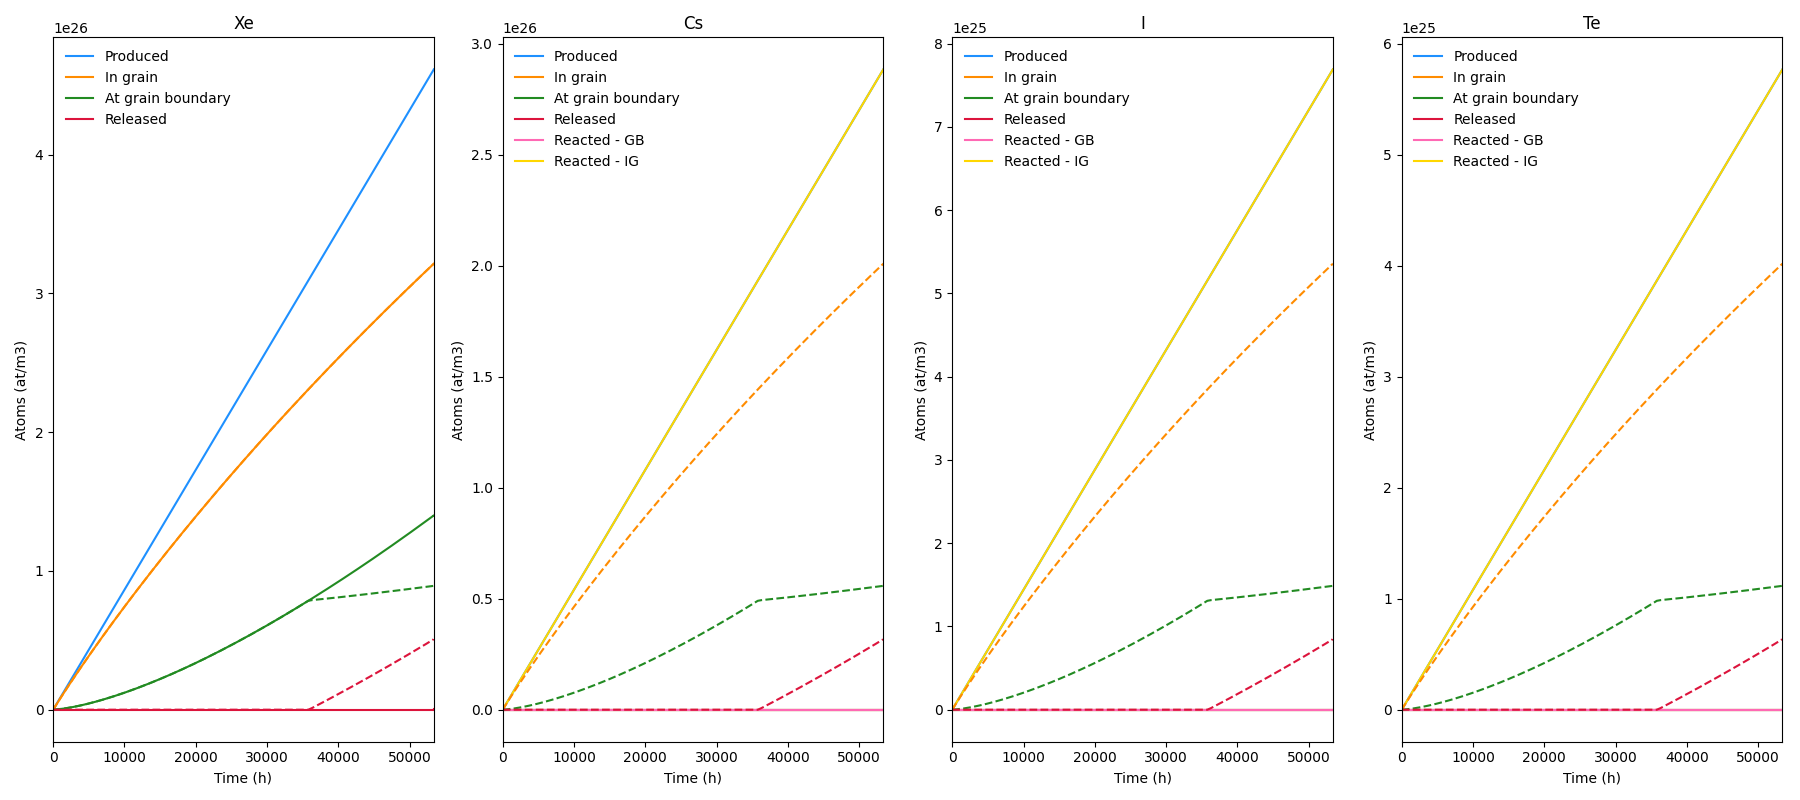 Xe
1e26
Produced
In grain
At grain boundary
Released
4
3
2
1
0
Atoms (at/m3)
0 10000 20000 30000 40000 50000
Time (h)
Cs
1e26
Produced
In grain
At grain boundary
Released
Reacted - GB
Reacted - IG
3.0
2.5
2.0
1.5
1.0
0.5
0.0
Atoms (at/m3)
0 10000 20000 30000 40000 50000
Time (h)
I
1e25
Produced
In grain
At grain boundary
Released
Reacted - GB
Reacted - IG
8
7
6
5
4
3
2
1
0
Atoms (at/m3)
0 10000 20000 30000 40000 50000
Time (h)
Te
1e25
Produced
In grain
At grain boundary
Released
Reacted - GB
Reacted - IG
6
5
4
3
2
1
0
Atoms (at/m3)
0 10000 20000 30000 40000 50000
Time (h)